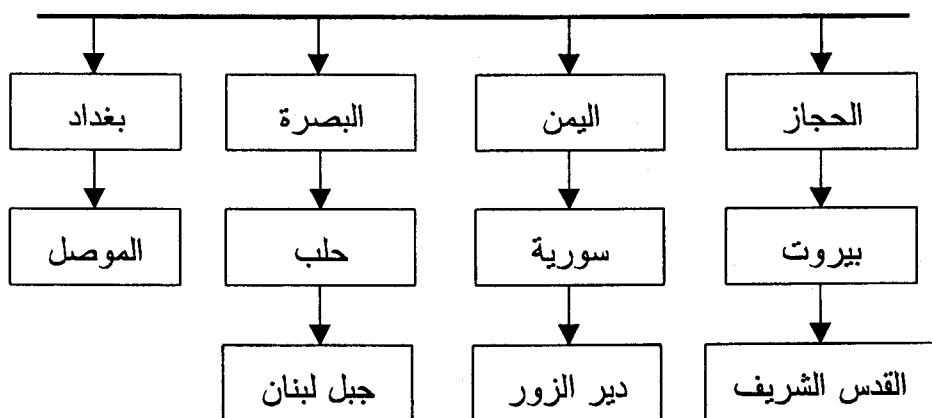 الحجاز
اليمن
البصرة
بغداد
بيروت
سورية
حلب
الموصل
القدس الشريف
دير الزور
جبل لبنان